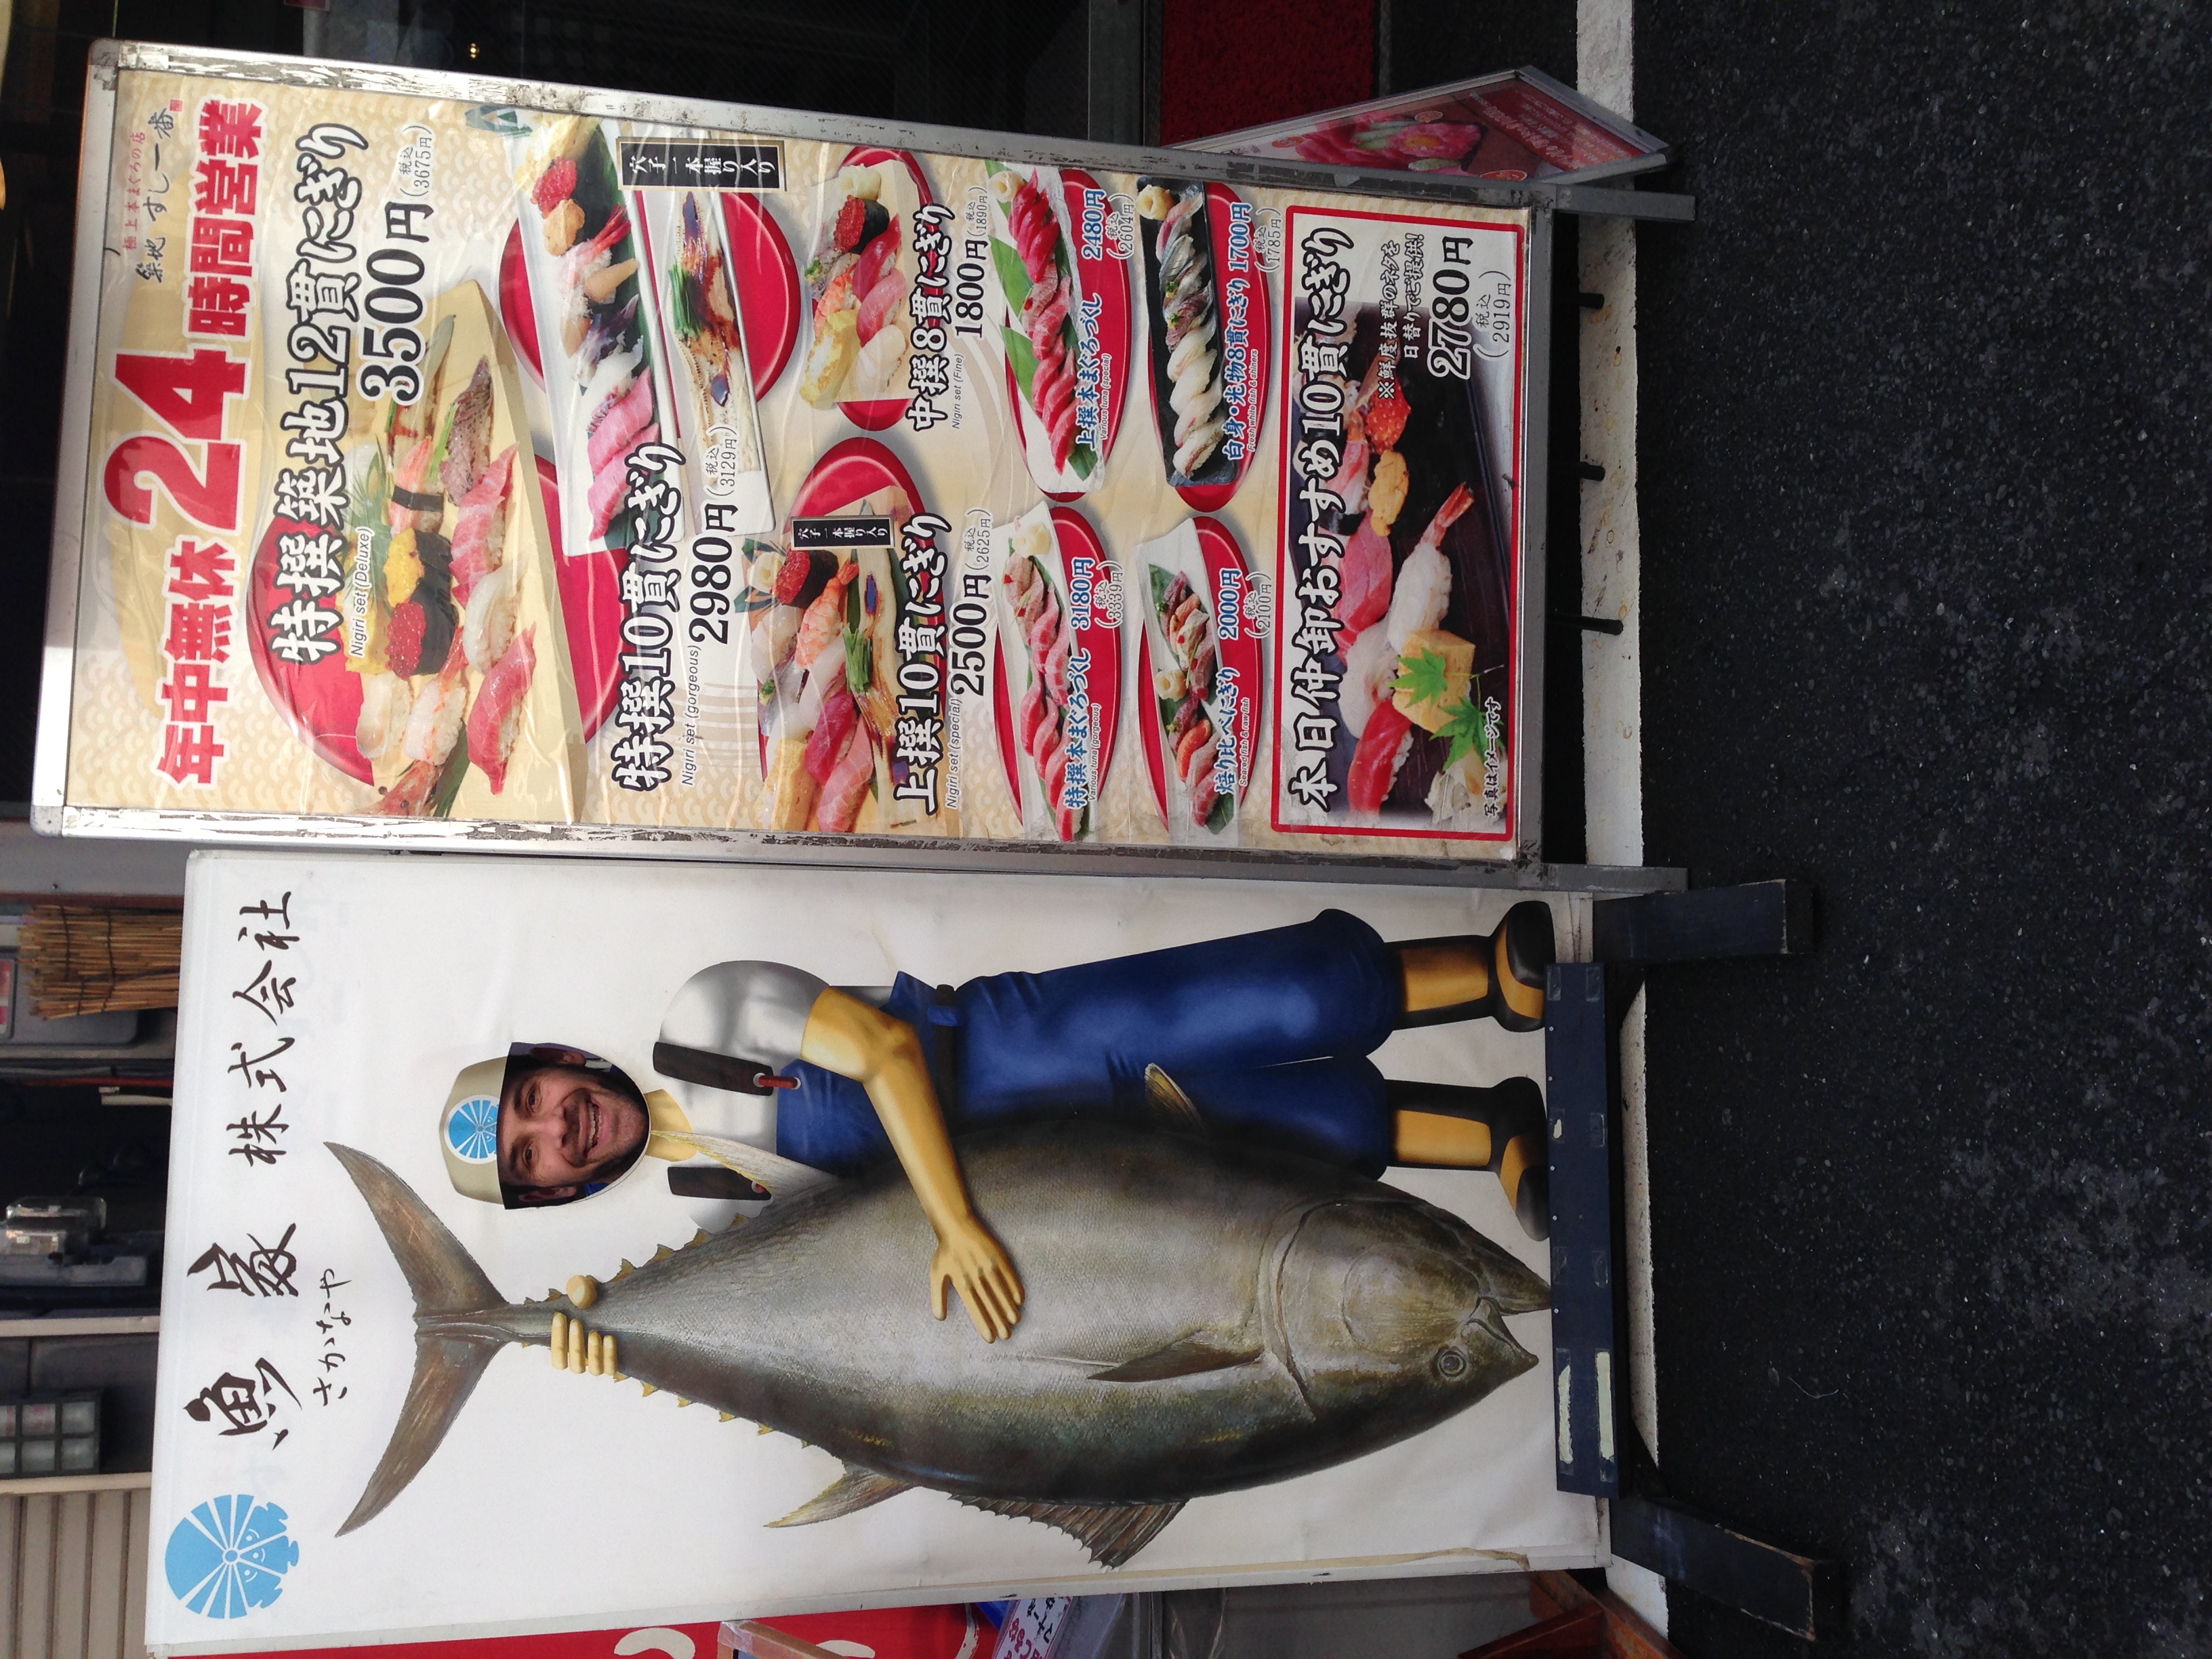 魚家 株式会社
さかなや
極上本まぐろの店
築地 すし一番
年中無休24時間営業
特撰築地12貫にぎり
Nigiri set (Deluxe)
3500円(税込3675円)
特撰10貫にぎり
Nigiri set (gorgeous)
2980円(税込3129円)
穴子一本握り入り
穴子一本握り入り
上撰10貫にぎり
Nigiri set (special)
2500円(税込2625円)
中撰8貫にぎり
Nigiri set (Fine)
1800円(税込1890円)
特撰本まぐろづくし 3180円
Various tuna (gorgeous)
(税込3339円)
上撰本まぐろづくし 2480円
Various tuna (special)
(税込2604円)
焙り比べにぎり 2000円
Seared fish & raw fish
(税込2100円)
白身・光物8貫にぎり 1700円
Fresh white fish & shiners
(税込1785円)
本日仲卸おすすめ10貫にぎり
※鮮度抜群のネタを
日替りでご提供!
2780円
(税込2919円)
写真はイメージです